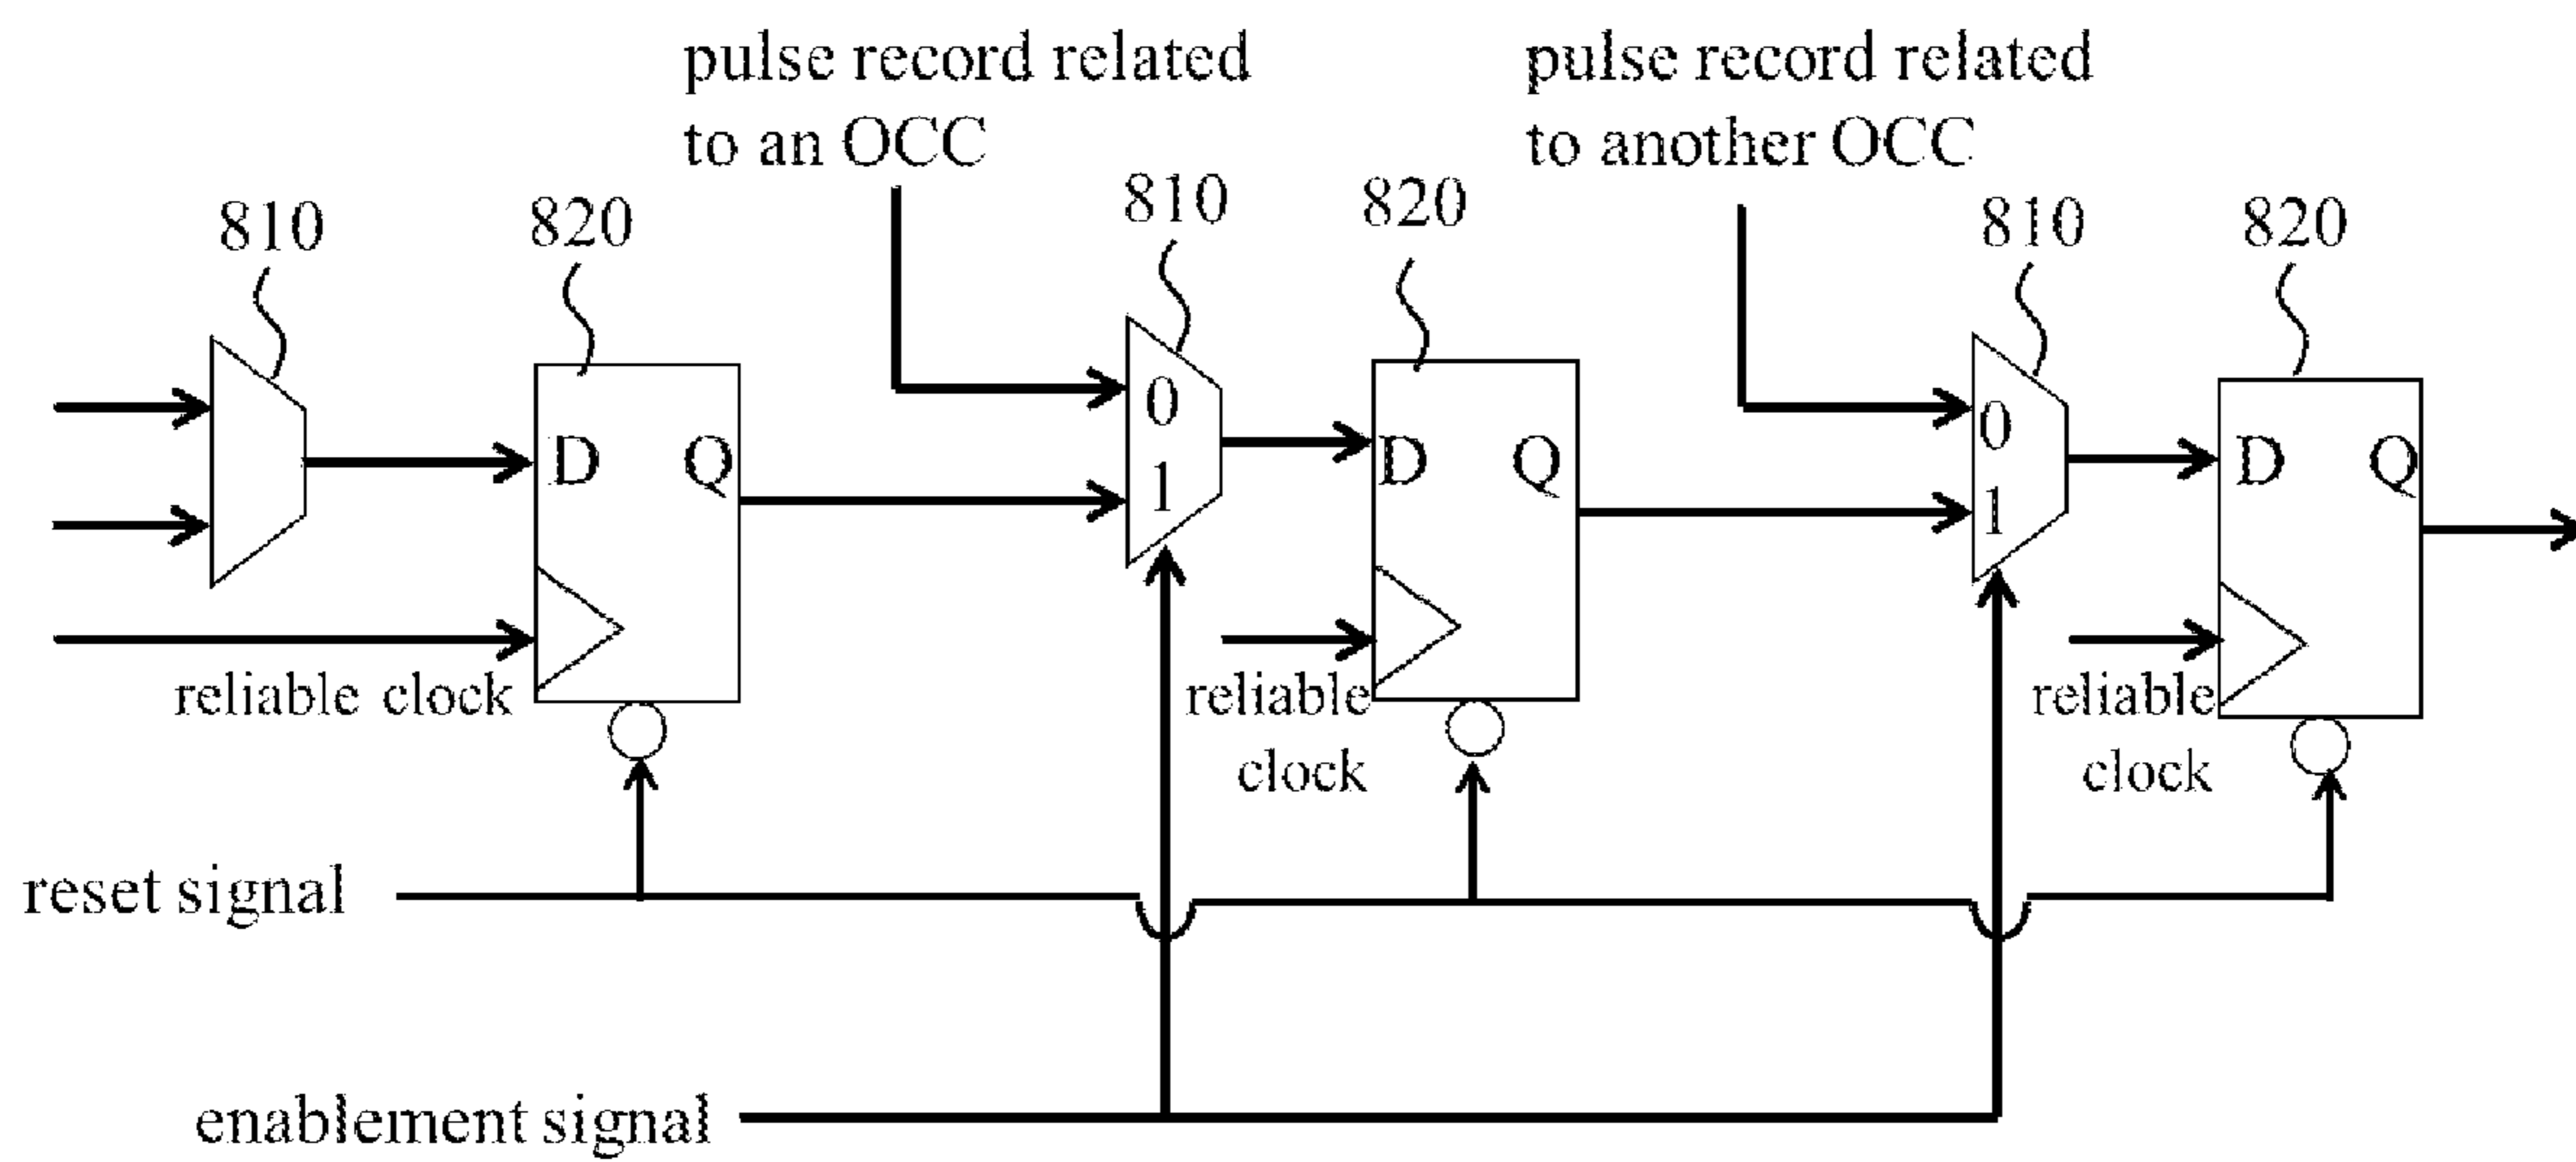 pulse record related
to an OCC
pulse record related
to another OCC
810
820
810
820
810
820
0
1
0
1
D Q
D Q
D Q
reliable clock
reliable
clock
reliable
clock
reset signal
enablement signal